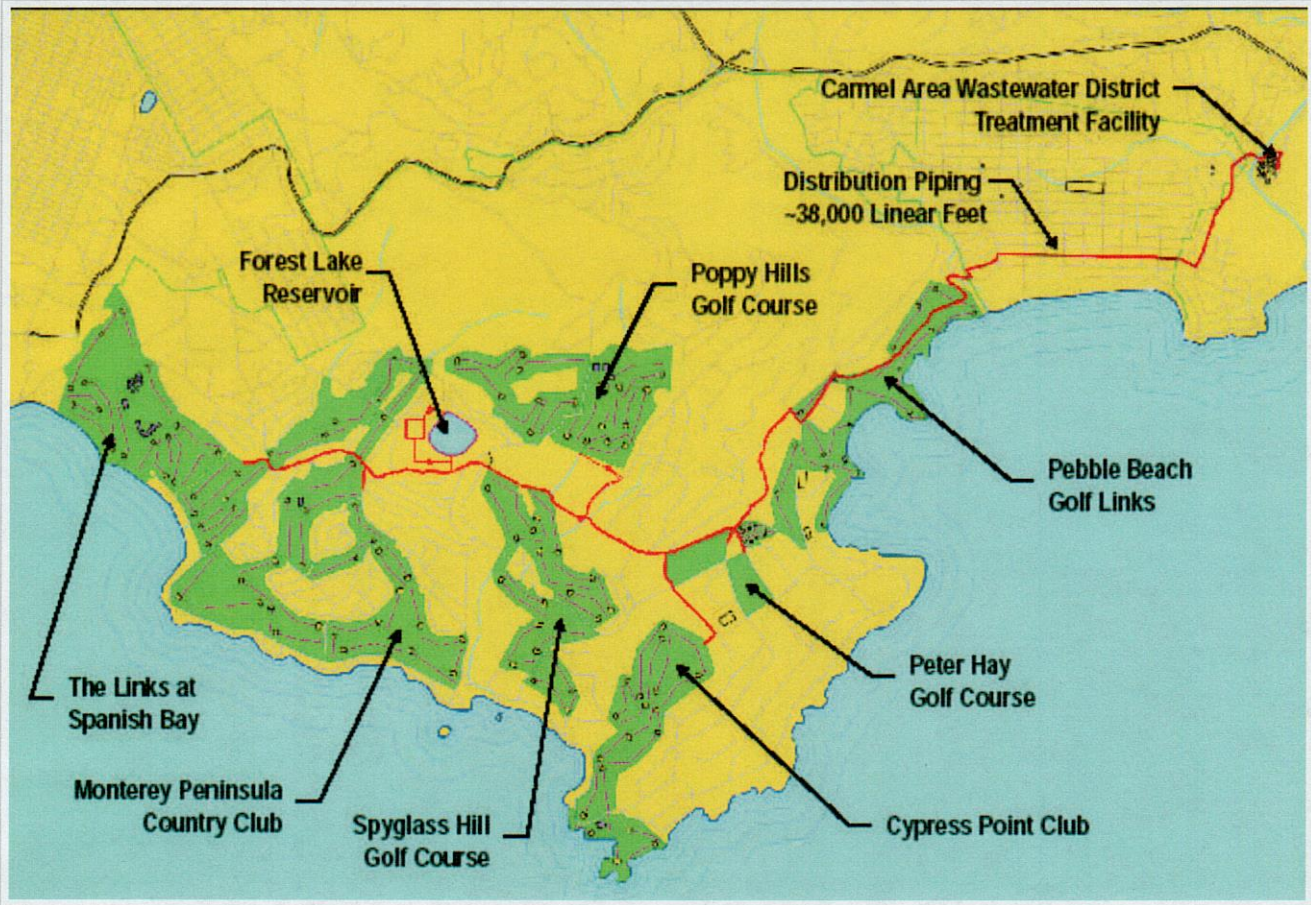 Carmel Area Wastewater District
Treatment Facility
Distribution Piping
~38,000 Linear Feet
Forest Lake
Reservoir
Poppy Hills
Golf Course
Pebble Beach
Golf Links
Peter Hay
Golf Course
The Links at
Spanish Bay
Monterey Peninsula
Country Club
Spyglass Hill
Golf Course
Cypress Point Club